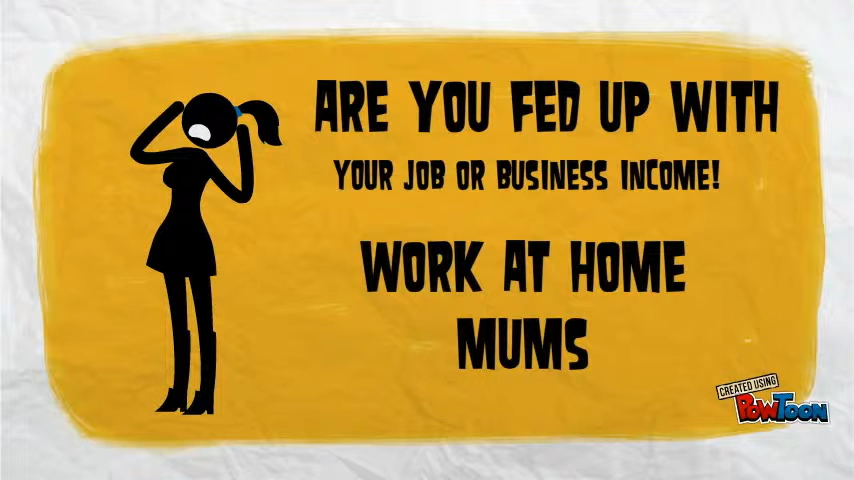 ARE YOU FED UP WITH
YOUR JOB OR BUSINESS INCOME!
WORK AT HOME
MUMS
CREATED USING
POWTOON